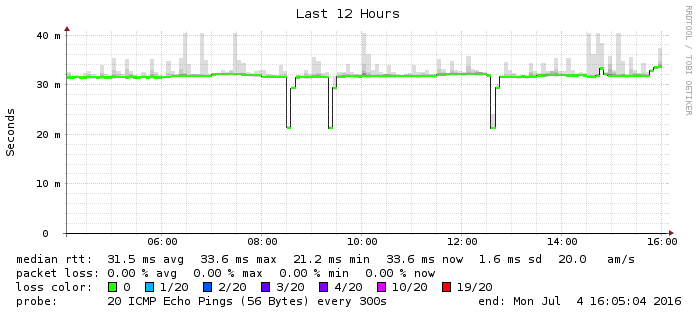 Last 12 Hours
RRDTOOL / TOBI OETIKER
Seconds
40 m
30 m
20 m
10 m
0
06:00 08:00 10:00 12:00 14:00 16:00
median rtt: 31.5 ms avg 33.6 ms max 21.2 ms min 33.6 ms now 1.6 ms sd 20.0 am/s
packet loss: 0.00 % avg 0.00 % max 0.00 % min 0.00 % now
loss color: 0 1/20 2/20 3/20 4/20 10/20 19/20
probe: 20 ICMP Echo Pings (56 Bytes) every 300s end: Mon Jul 4 16:05:04 2016